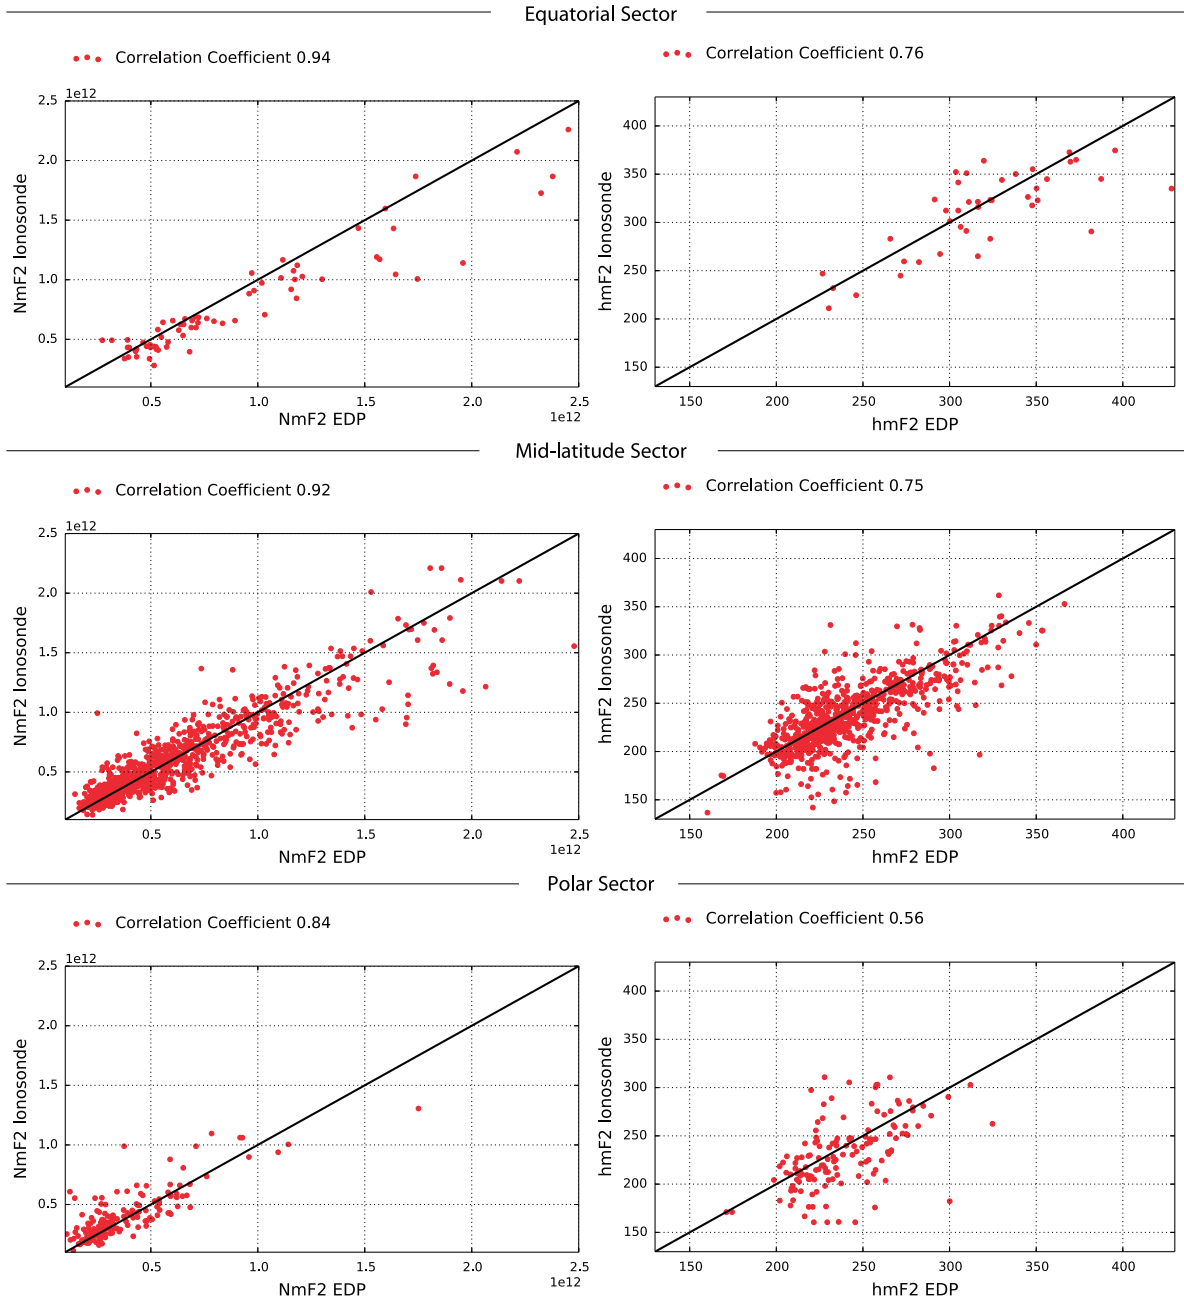 Equatorial Sector
Correlation Coefficient 0.94
1e12
2.5
2.0
1.5
1.0
0.5
NmF2 Ionosonde
0.5 1.0 1.5 2.0 2.5
NmF2 EDP
1e12
Correlation Coefficient 0.76
400
350
300
250
200
150
hmF2 Ionosonde
150 200 250 300 350 400
hmF2 EDP
Mid-latitude Sector
Correlation Coefficient 0.92
1e12
2.5
2.0
1.5
1.0
0.5
NmF2 Ionosonde
0.5 1.0 1.5 2.0 2.5
NmF2 EDP
1e12
Correlation Coefficient 0.75
400
350
300
250
200
150
hmF2 Ionosonde
150 200 250 300 350 400
hmF2 EDP
Polar Sector
Correlation Coefficient 0.84
1e12
2.5
2.0
1.5
1.0
0.5
NmF2 Ionosonde
0.5 1.0 1.5 2.0 2.5
NmF2 EDP
1e12
Correlation Coefficient 0.56
400
350
300
250
200
150
hmF2 Ionosonde
150 200 250 300 350 400
hmF2 EDP